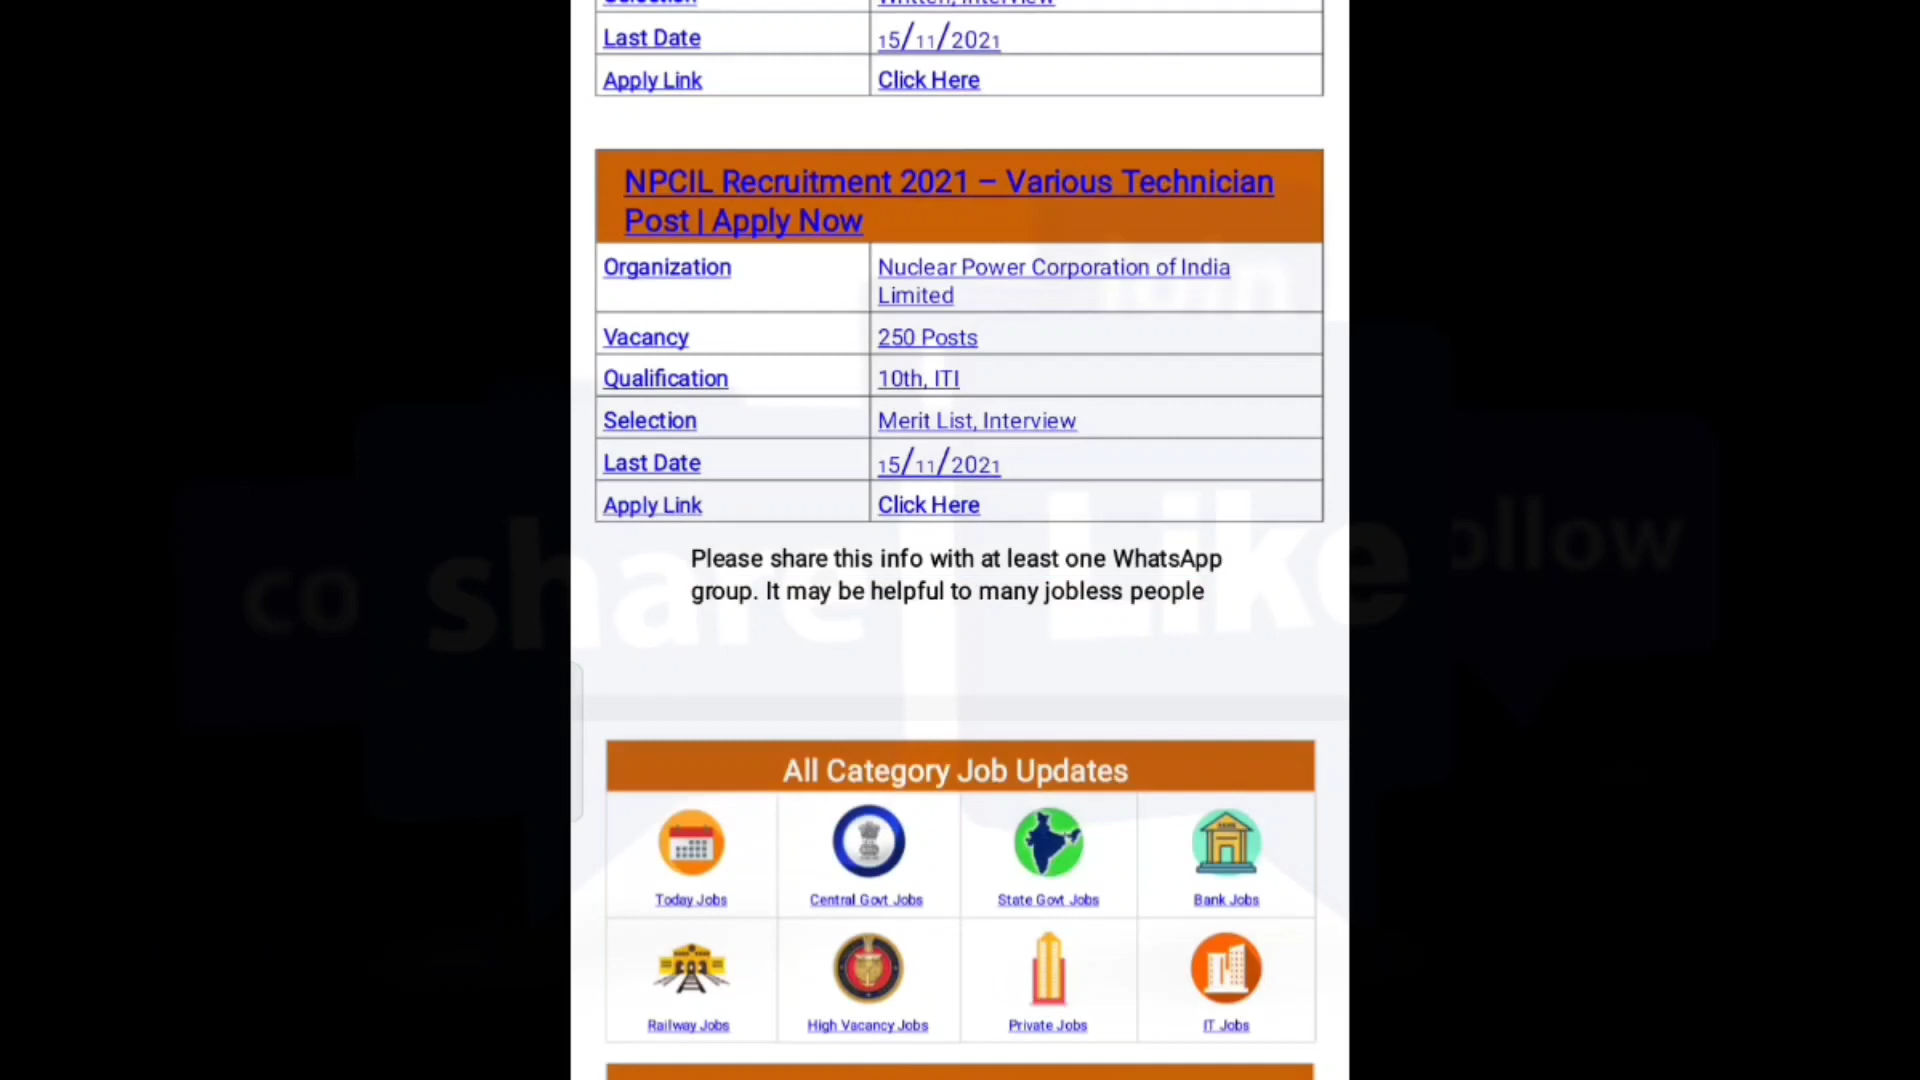 Last Date 15/11/2021
Apply Link Click Here
NPCIL Recruitment 2021 – Various Technician
Post | Apply Now
Organization Nuclear Power Corporation of India
Limited
Vacancy 250 Posts
Qualification 10th, ITI
Selection Merit List, Interview
Last Date 15/11/2021
Apply Link Click Here
Please share this info with at least one WhatsApp
group. It may be helpful to many jobless people
share Like
All Category Job Updates
Today Jobs Central Govt Jobs State Govt Jobs Bank Jobs
Railway Jobs High Vacancy Jobs Private Jobs IT Jobs